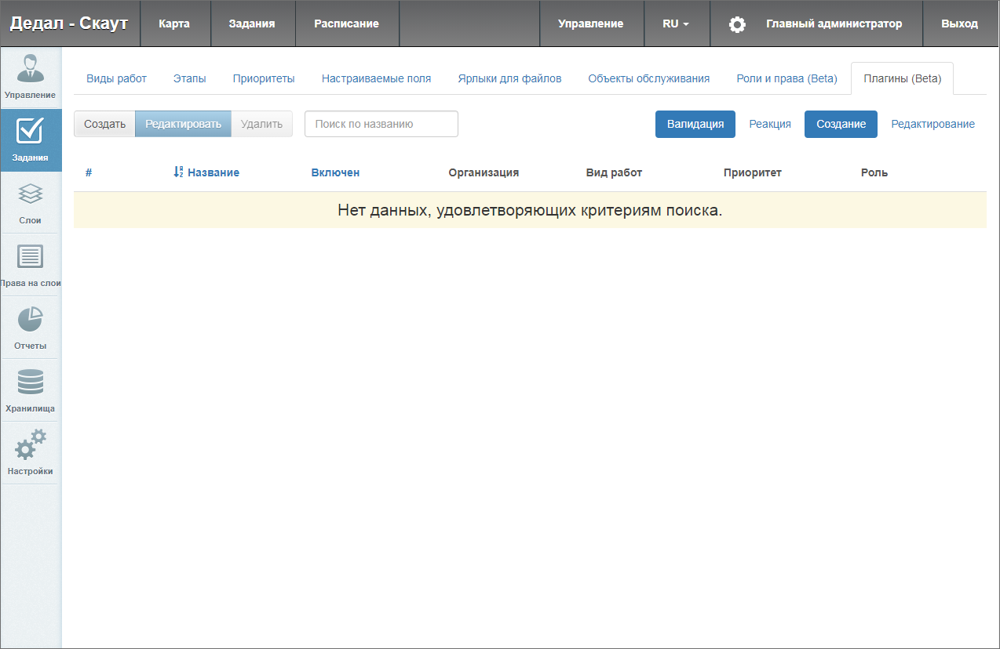 Дедал - Скаут Карта Задания Расписание Управление RU Главный администратор Выход
Управление
Задания
Слои
Права на слои
Отчеты
Хранилища
Настройки
Виды работ Этапы Приоритеты Настраиваемые поля Ярлыки для файлов Объекты обслуживания Роли и права (Beta) Плагины (Beta)
Создать Редактировать Удалить Поиск по названию Валидация Реакция Создание Редактирование
# Название Включен Организация Вид работ Приоритет Роль
Нет данных, удовлетворяющих критериям поиска.